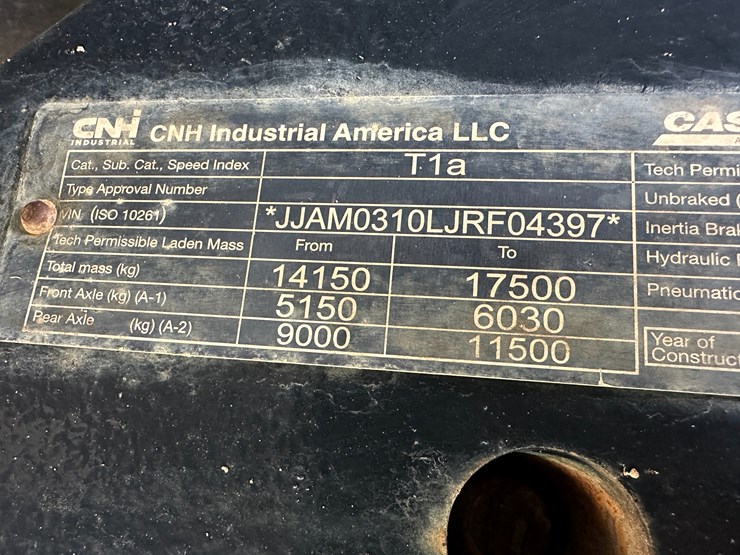 CNH INDUSTRIAL CNH Industrial America LLC CAS
Cat., Sub. Cat., Speed Index T1a Tech Permi
Type Approval Number Unbraked (
VIN (ISO 10261) *JJAM0310LJRF04397* Inertia Brak
Tech Permissible Laden Mass From To Hydraulic
Total mass (kg) 14150 17500 Pneumatic
Front Axle (kg) (A-1) 5150 6030
Rear Axle (kg) (A-2) 9000 11500 Year of
Construct